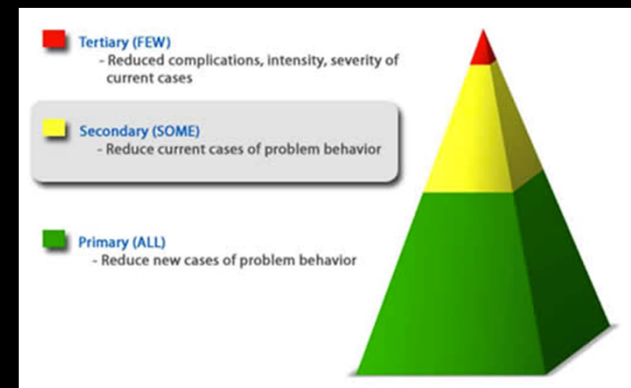 Tertiary (FEW)
- Reduced complications, intensity, severity of
current cases
Secondary (SOME)
- Reduce current cases of problem behavior
Primary (ALL)
- Reduce new cases of problem behavior